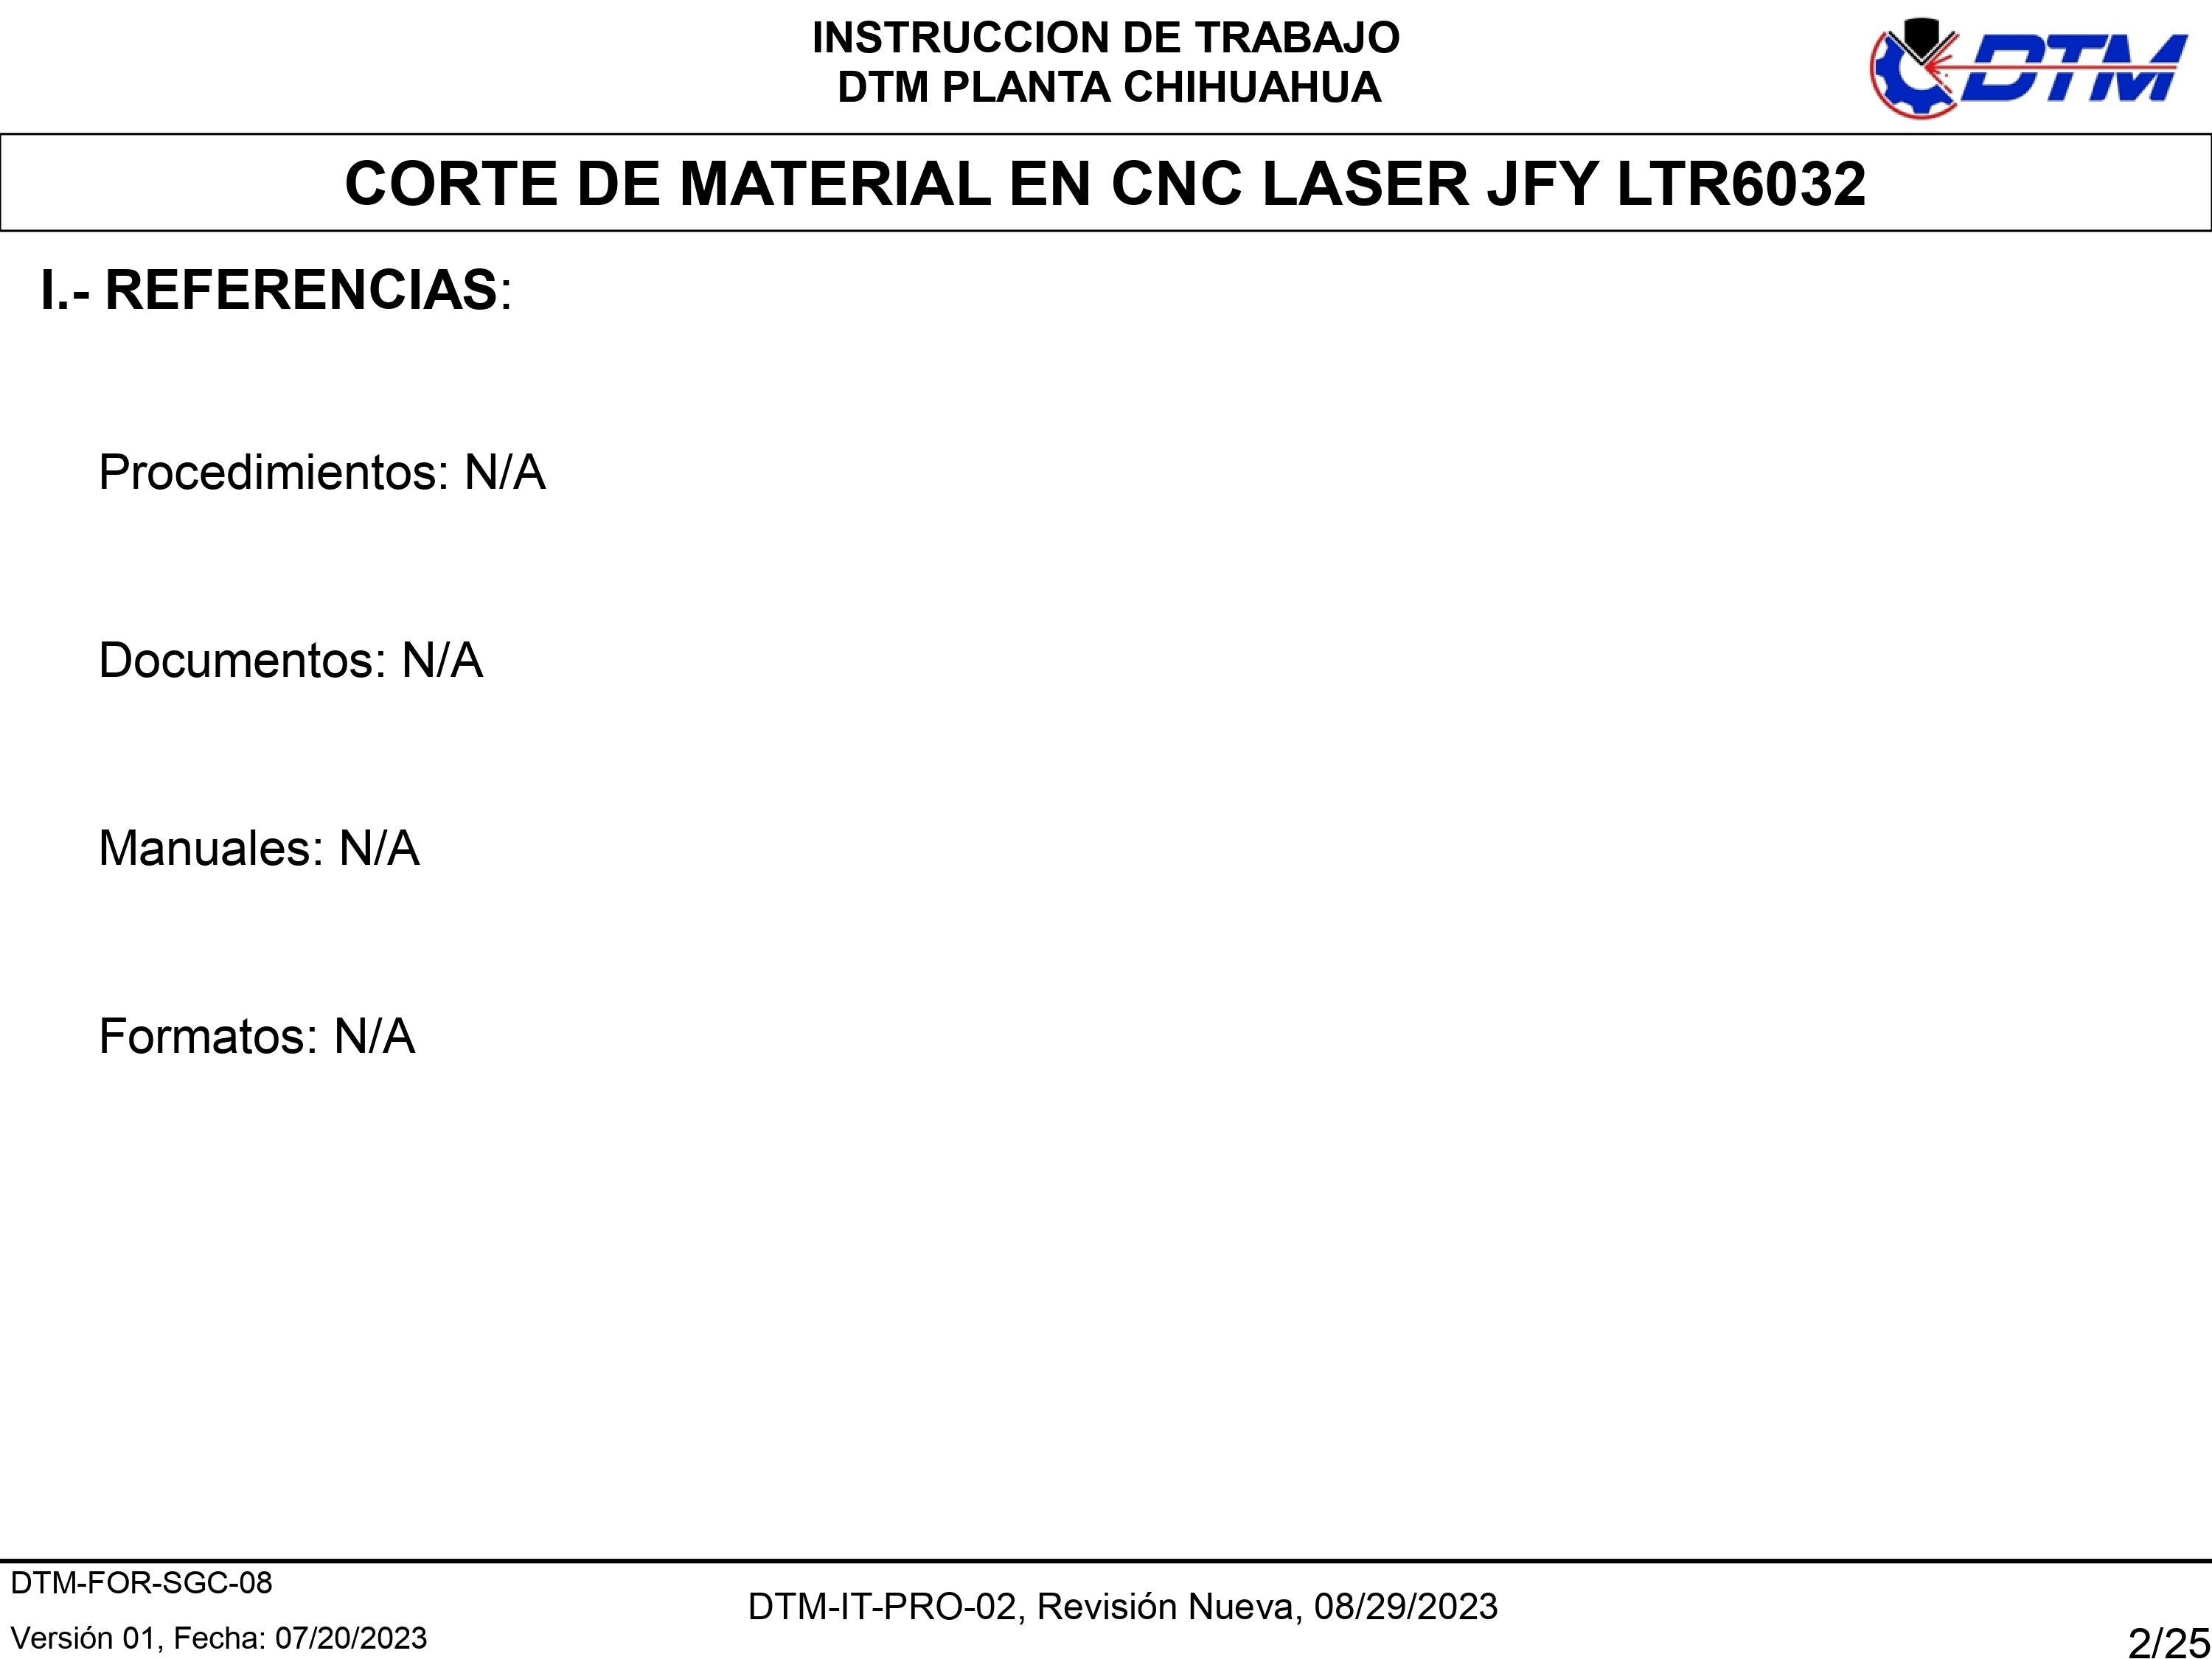 INSTRUCCION DE TRABAJO
DTM PLANTA CHIHUAHUA
DTM
CORTE DE MATERIAL EN CNC LASER JFY LTR6032
I.- REFERENCIAS:
Procedimientos: N/A
Documentos: N/A
Manuales: N/A
Formatos: N/A
DTM-FOR-SGC-08
Versión 01, Fecha: 07/20/2023
DTM-IT-PRO-02, Revisión Nueva, 08/29/2023
2/25